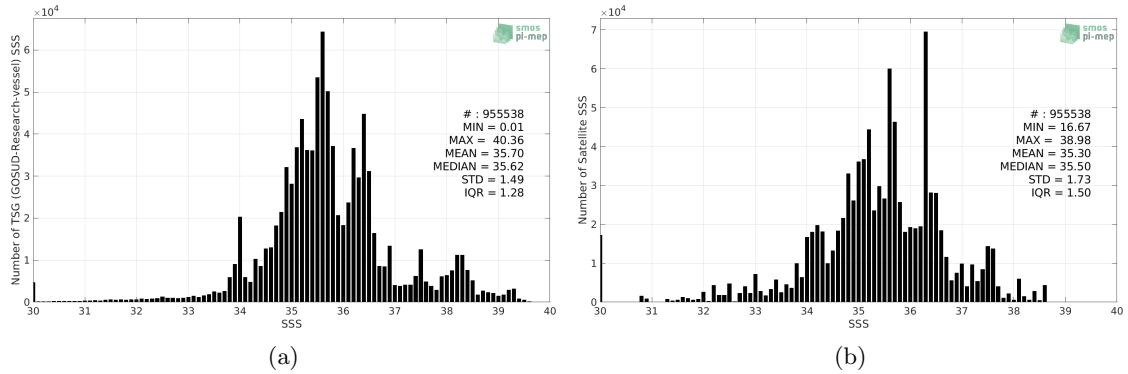 ×10⁴
smos
pi-mep
6
5
4
3
2
1
0
Number of TSG (GOSUD-Research-vessel) SSS
# : 955538
MIN = 0.01
MAX = 40.36
MEAN = 35.70
MEDIAN = 35.62
STD = 1.49
IQR = 1.28
30 31 32 33 34 35 36 37 38 39 40
SSS
(a)
×10⁴
smos
pi-mep
7
6
5
4
3
2
1
0
Number of Satellite SSS
# : 955538
MIN = 16.67
MAX = 38.98
MEAN = 35.30
MEDIAN = 35.50
STD = 1.73
IQR = 1.50
30 31 32 33 34 35 36 37 38 39 40
SSS
(b)